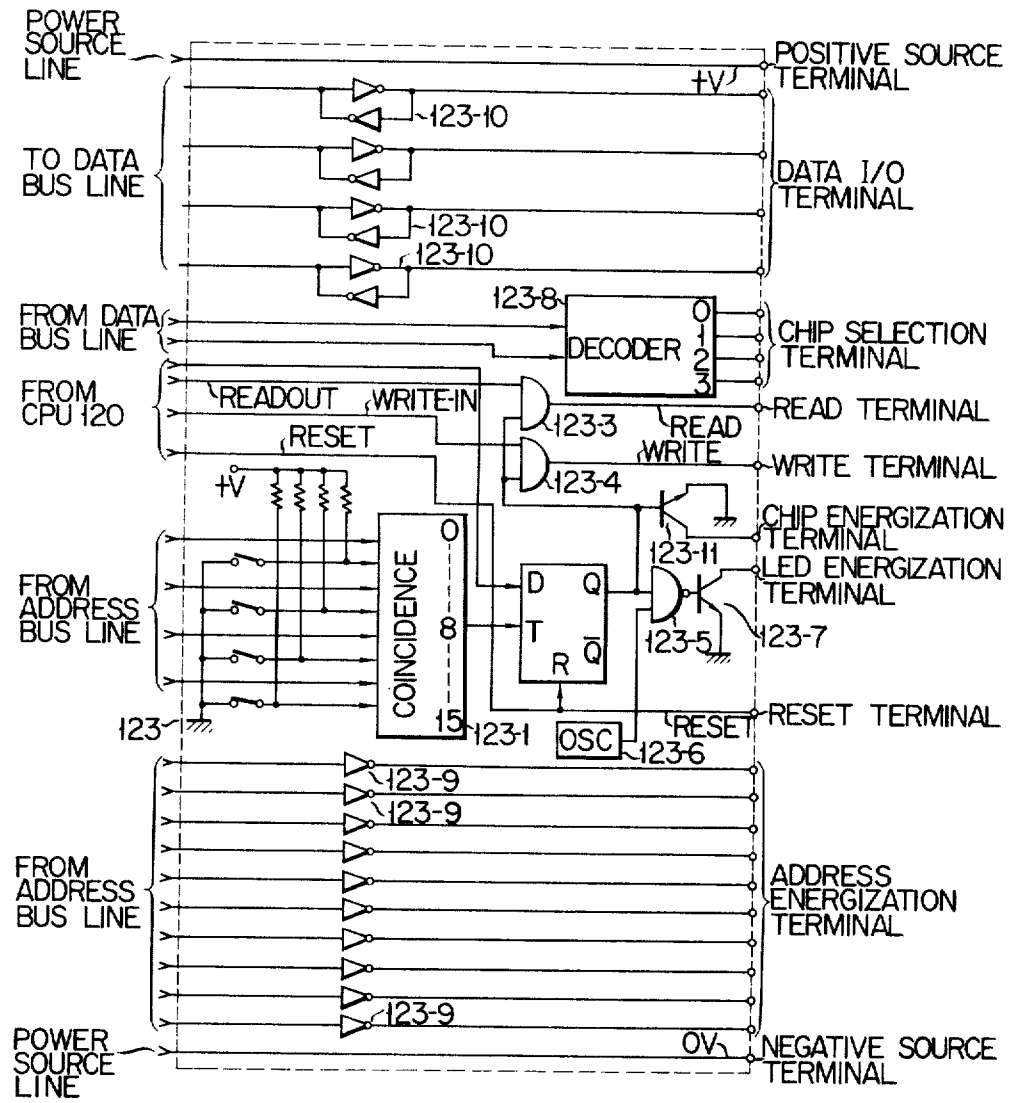 POWER
SOURCE
LINE
POSITIVE SOURCE
TERMINAL
+V
123-10
TO DATA
BUS LINE
DATA I/O
TERMINAL
123-10
123-10
123-8
FROM DATA
BUS LINE
DECODER
0
1
2
3
CHIP SELECTION
TERMINAL
FROM
CPU 120
READOUT
WRITE-IN
RESET
123-3
READ
READ TERMINAL
WRITE
WRITE TERMINAL
123-4
+V
CHIP ENERGIZATION
TERMINAL
123-11
LED ENERGIZATION
TERMINAL
FROM
ADDRESS
BUS LINE
COINCIDENCE
0
8
15
D
Q
T
Q̅
R
123-5
123-7
123
123-1
RESET
RESET TERMINAL
OSC
123-6
123-9
123-9
FROM
ADDRESS
BUS LINE
ADDRESS
ENERGIZATION
TERMINAL
123-9
POWER
SOURCE
LINE
0V
NEGATIVE SOURCE
TERMINAL